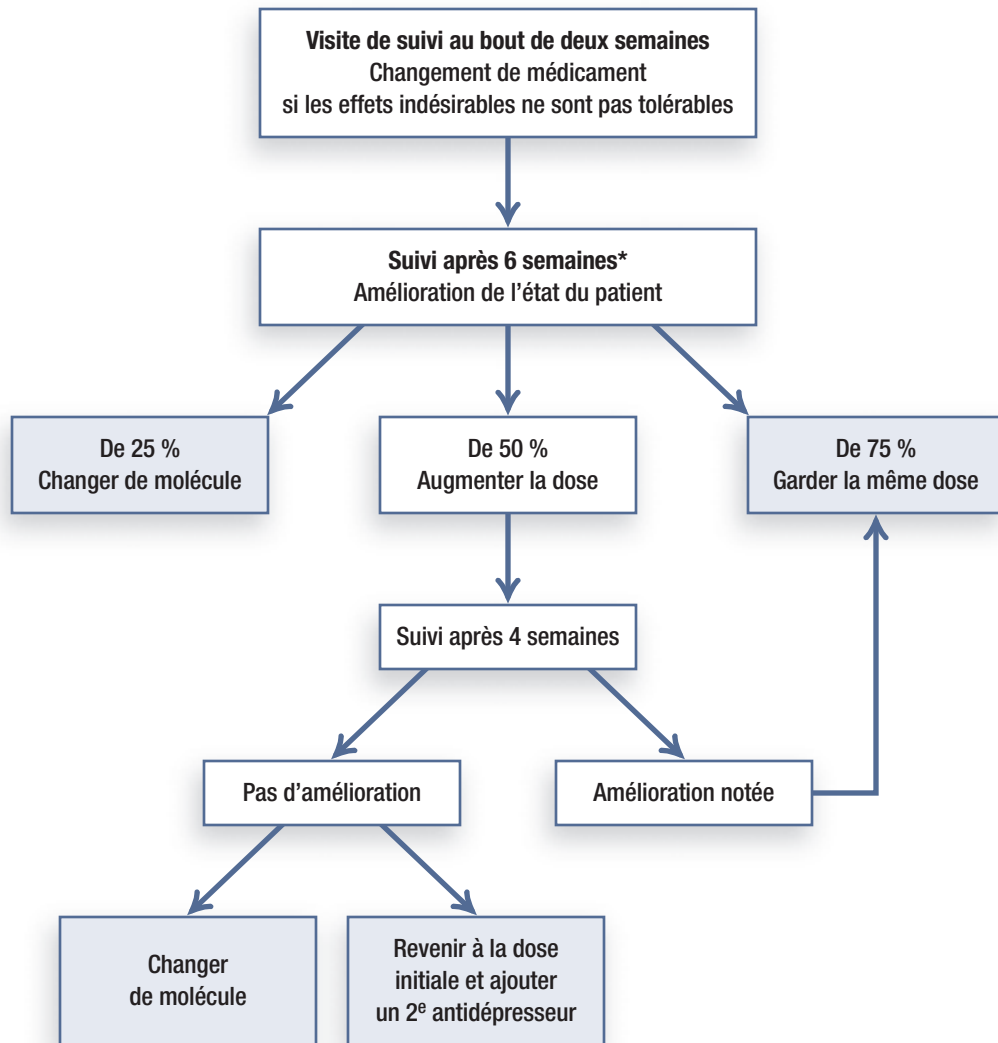 Visite de suivi au bout de deux semaines
Changement de médicament
si les effets indésirables ne sont pas tolérables
Suivi après 6 semaines*
Amélioration de l’état du patient
De 25 %
Changer de molécule
De 50 %
Augmenter la dose
De 75 %
Garder la même dose
Suivi après 4 semaines
Pas d’amélioration
Amélioration notée
Changer
de molécule
Revenir à la dose
initiale et ajouter
un 2e antidépresseur